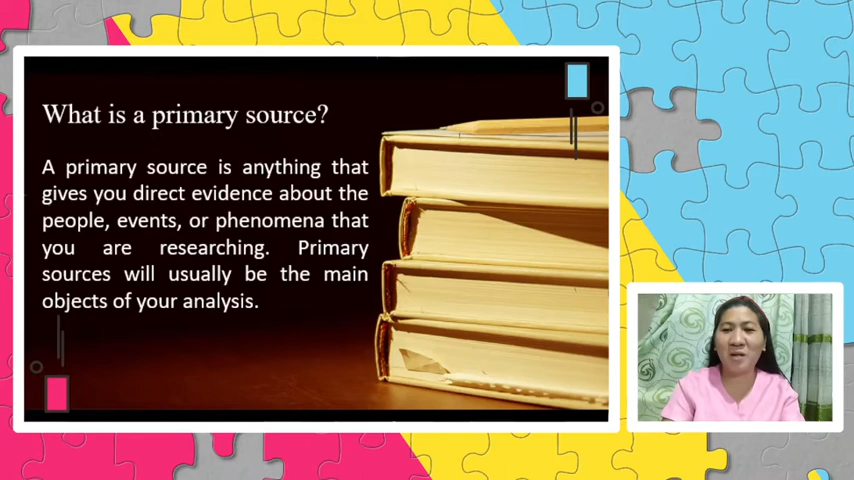 What is a primary source?
A primary source is anything that
gives you direct evidence about the
people, events, or phenomena that
you are researching. Primary
sources will usually be the main
objects of your analysis.